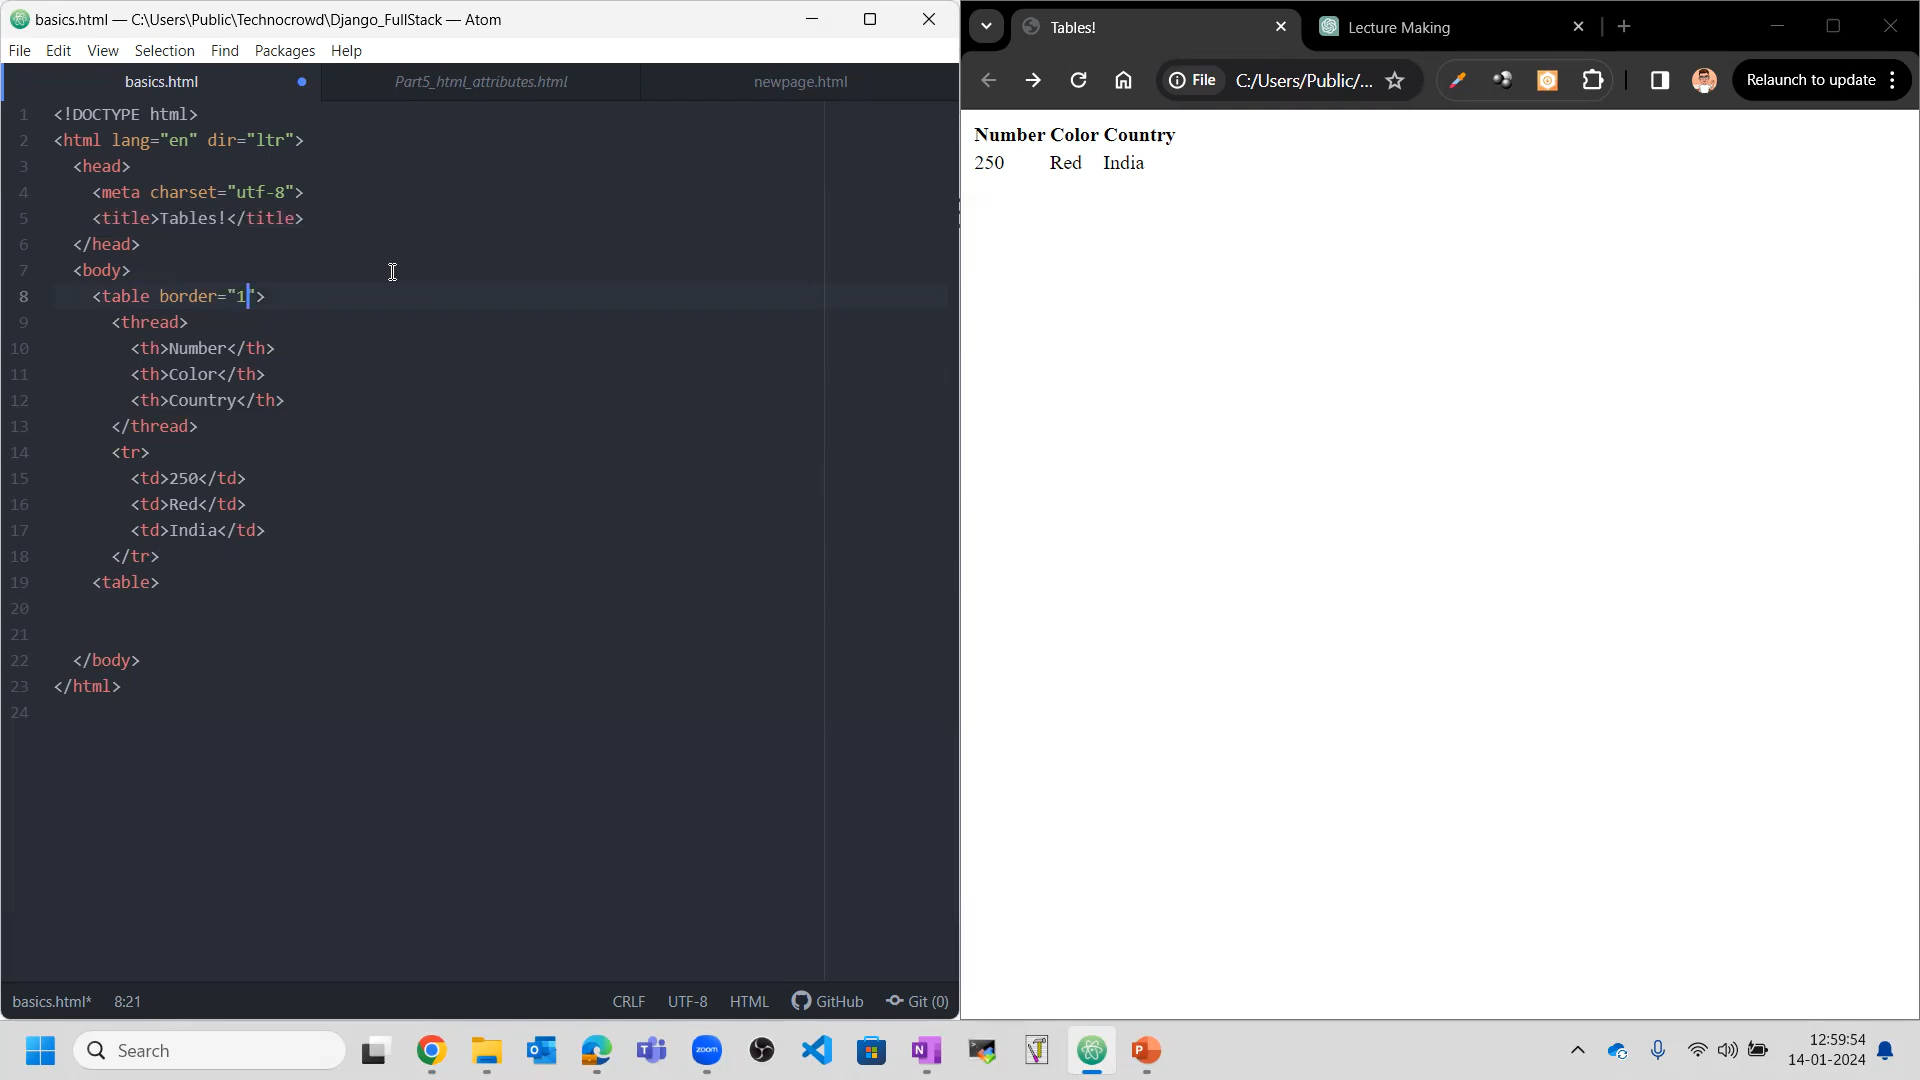 basics.html — C:\Users\Public\Technocrowd\Django_FullStack — Atom
File Edit View Selection Find Packages Help
basics.html Part5_html_attributes.html newpage.html
1 <!DOCTYPE html>
2 <html lang="en" dir="ltr">
3 <head>
4 <meta charset="utf-8">
5 <title>Tables!</title>
6 </head>
7 <body>
8 <table border="1">
9 <thread>
10 <th>Number</th>
11 <th>Color</th>
12 <th>Country</th>
13 </thread>
14 <tr>
15 <td>250</td>
16 <td>Red</td>
17 <td>India</td>
18 </tr>
19 <table>
20
21
22 </body>
23 </html>
24
basics.html* 8:21 CRLF UTF-8 HTML GitHub Git (0)
Tables! Lecture Making
File C:/Users/Public/... Relaunch to update
Number Color Country
250 Red India
Search
zoom
12:59:54
14-01-2024